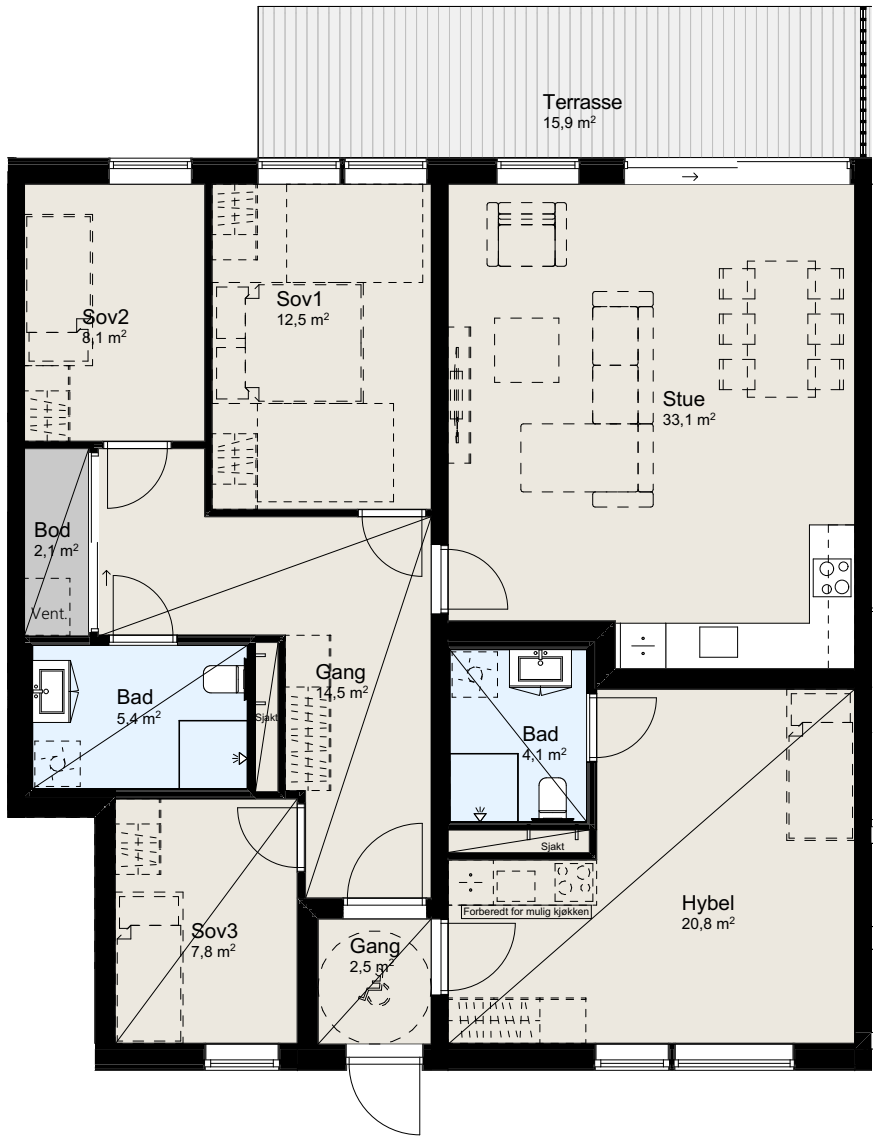 Terrasse
15,9 m²
Sov1
12,5 m²
Sov2
8,1 m²
Stue
33,1 m²
Bod
2,1 m²
Vent.
Gang
14,5 m²
Bad
5,4 m²
Sjakt
Bad
4,1 m²
Sjakt
Forberedt for mulig kjøkken
Hybel
20,8 m²
Sov3
7,8 m²
Gang
2,5 m²